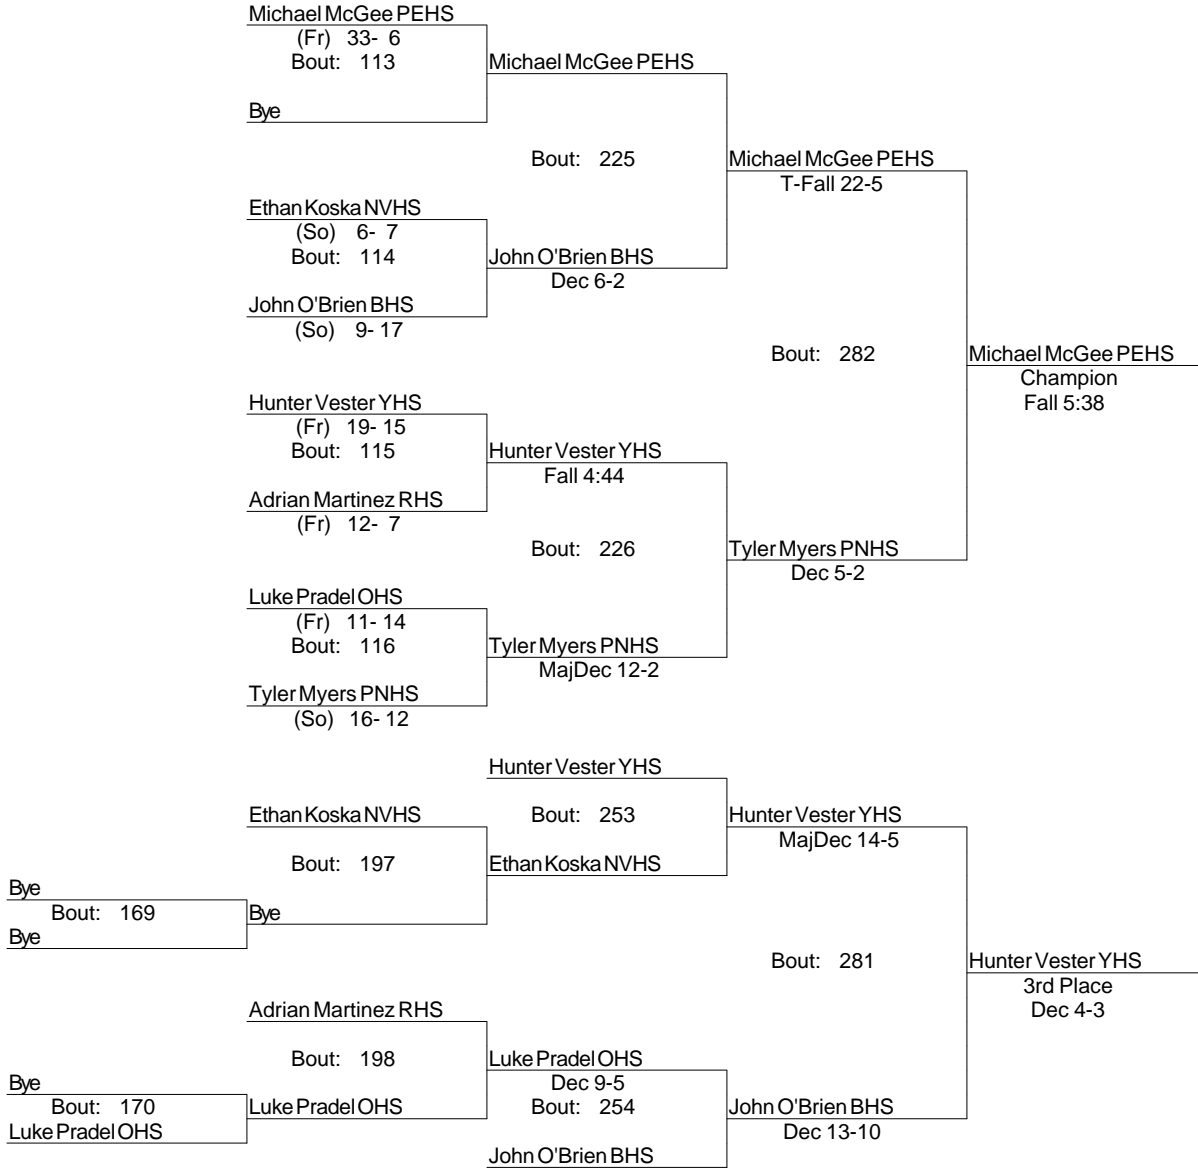 Michael McGee PEHS
(Fr) 33- 6
Bout: 113
Michael McGee PEHS
Bye
Bout: 225
Michael McGee PEHS
T-Fall 22-5
Ethan Koska NVHS
(So) 6- 7
Bout: 114
John O'Brien BHS
Dec 6-2
John O'Brien BHS
(So) 9- 17
Bout: 282
Michael McGee PEHS
Champion
Fall 5:38
Hunter Vester YHS
(Fr) 19- 15
Bout: 115
Hunter Vester YHS
Fall 4:44
Adrian Martinez RHS
(Fr) 12- 7
Bout: 226
Tyler Myers PNHS
Dec 5-2
Luke Pradel OHS
(Fr) 11- 14
Bout: 116
Tyler Myers PNHS
MajDec 12-2
Tyler Myers PNHS
(So) 16- 12
Hunter Vester YHS
Ethan Koska NVHS
Bout: 253
Hunter Vester YHS
MajDec 14-5
Bout: 197
Ethan Koska NVHS
Bye
Bout: 169
Bye
Bye
Bout: 281
Hunter Vester YHS
3rd Place
Dec 4-3
Adrian Martinez RHS
Bout: 198
Luke Pradel OHS
Dec 9-5
Bye
Bout: 170
Luke Pradel OHS
Luke Pradel OHS
Bout: 254
John O'Brien BHS
Dec 13-10
John O'Brien BHS